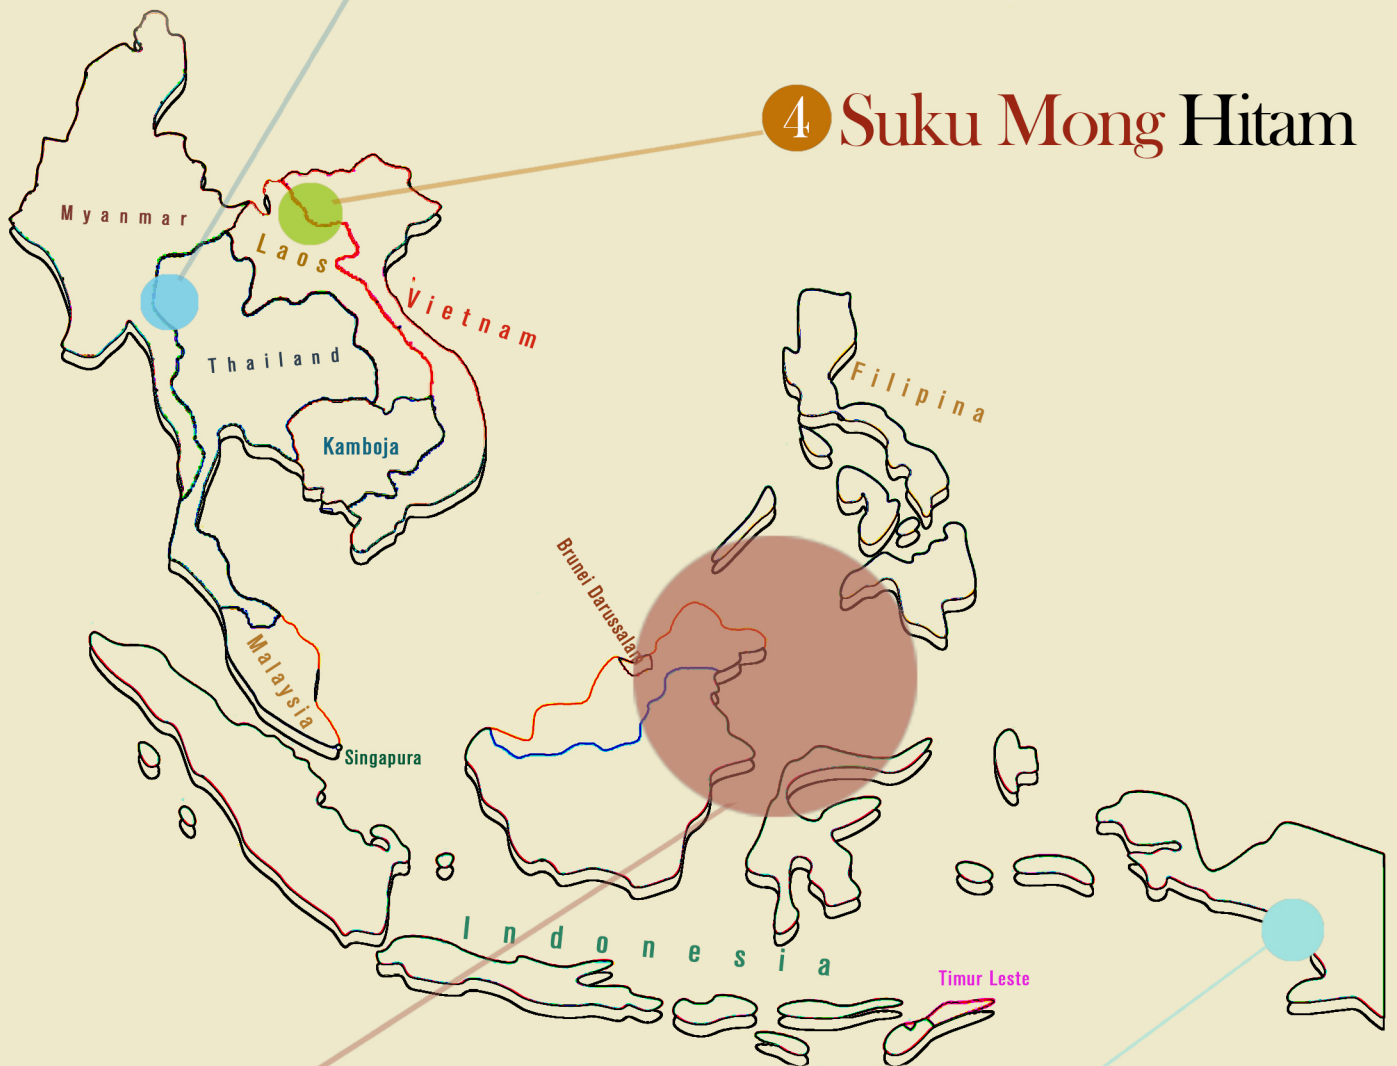 4 Suku Mong Hitam
Myanmar
Laos
Vietnam
Thailand
Filipina
Kamboja
Brunei Darussalam
Malaysia
Singapura
Indonesia
Timur Leste